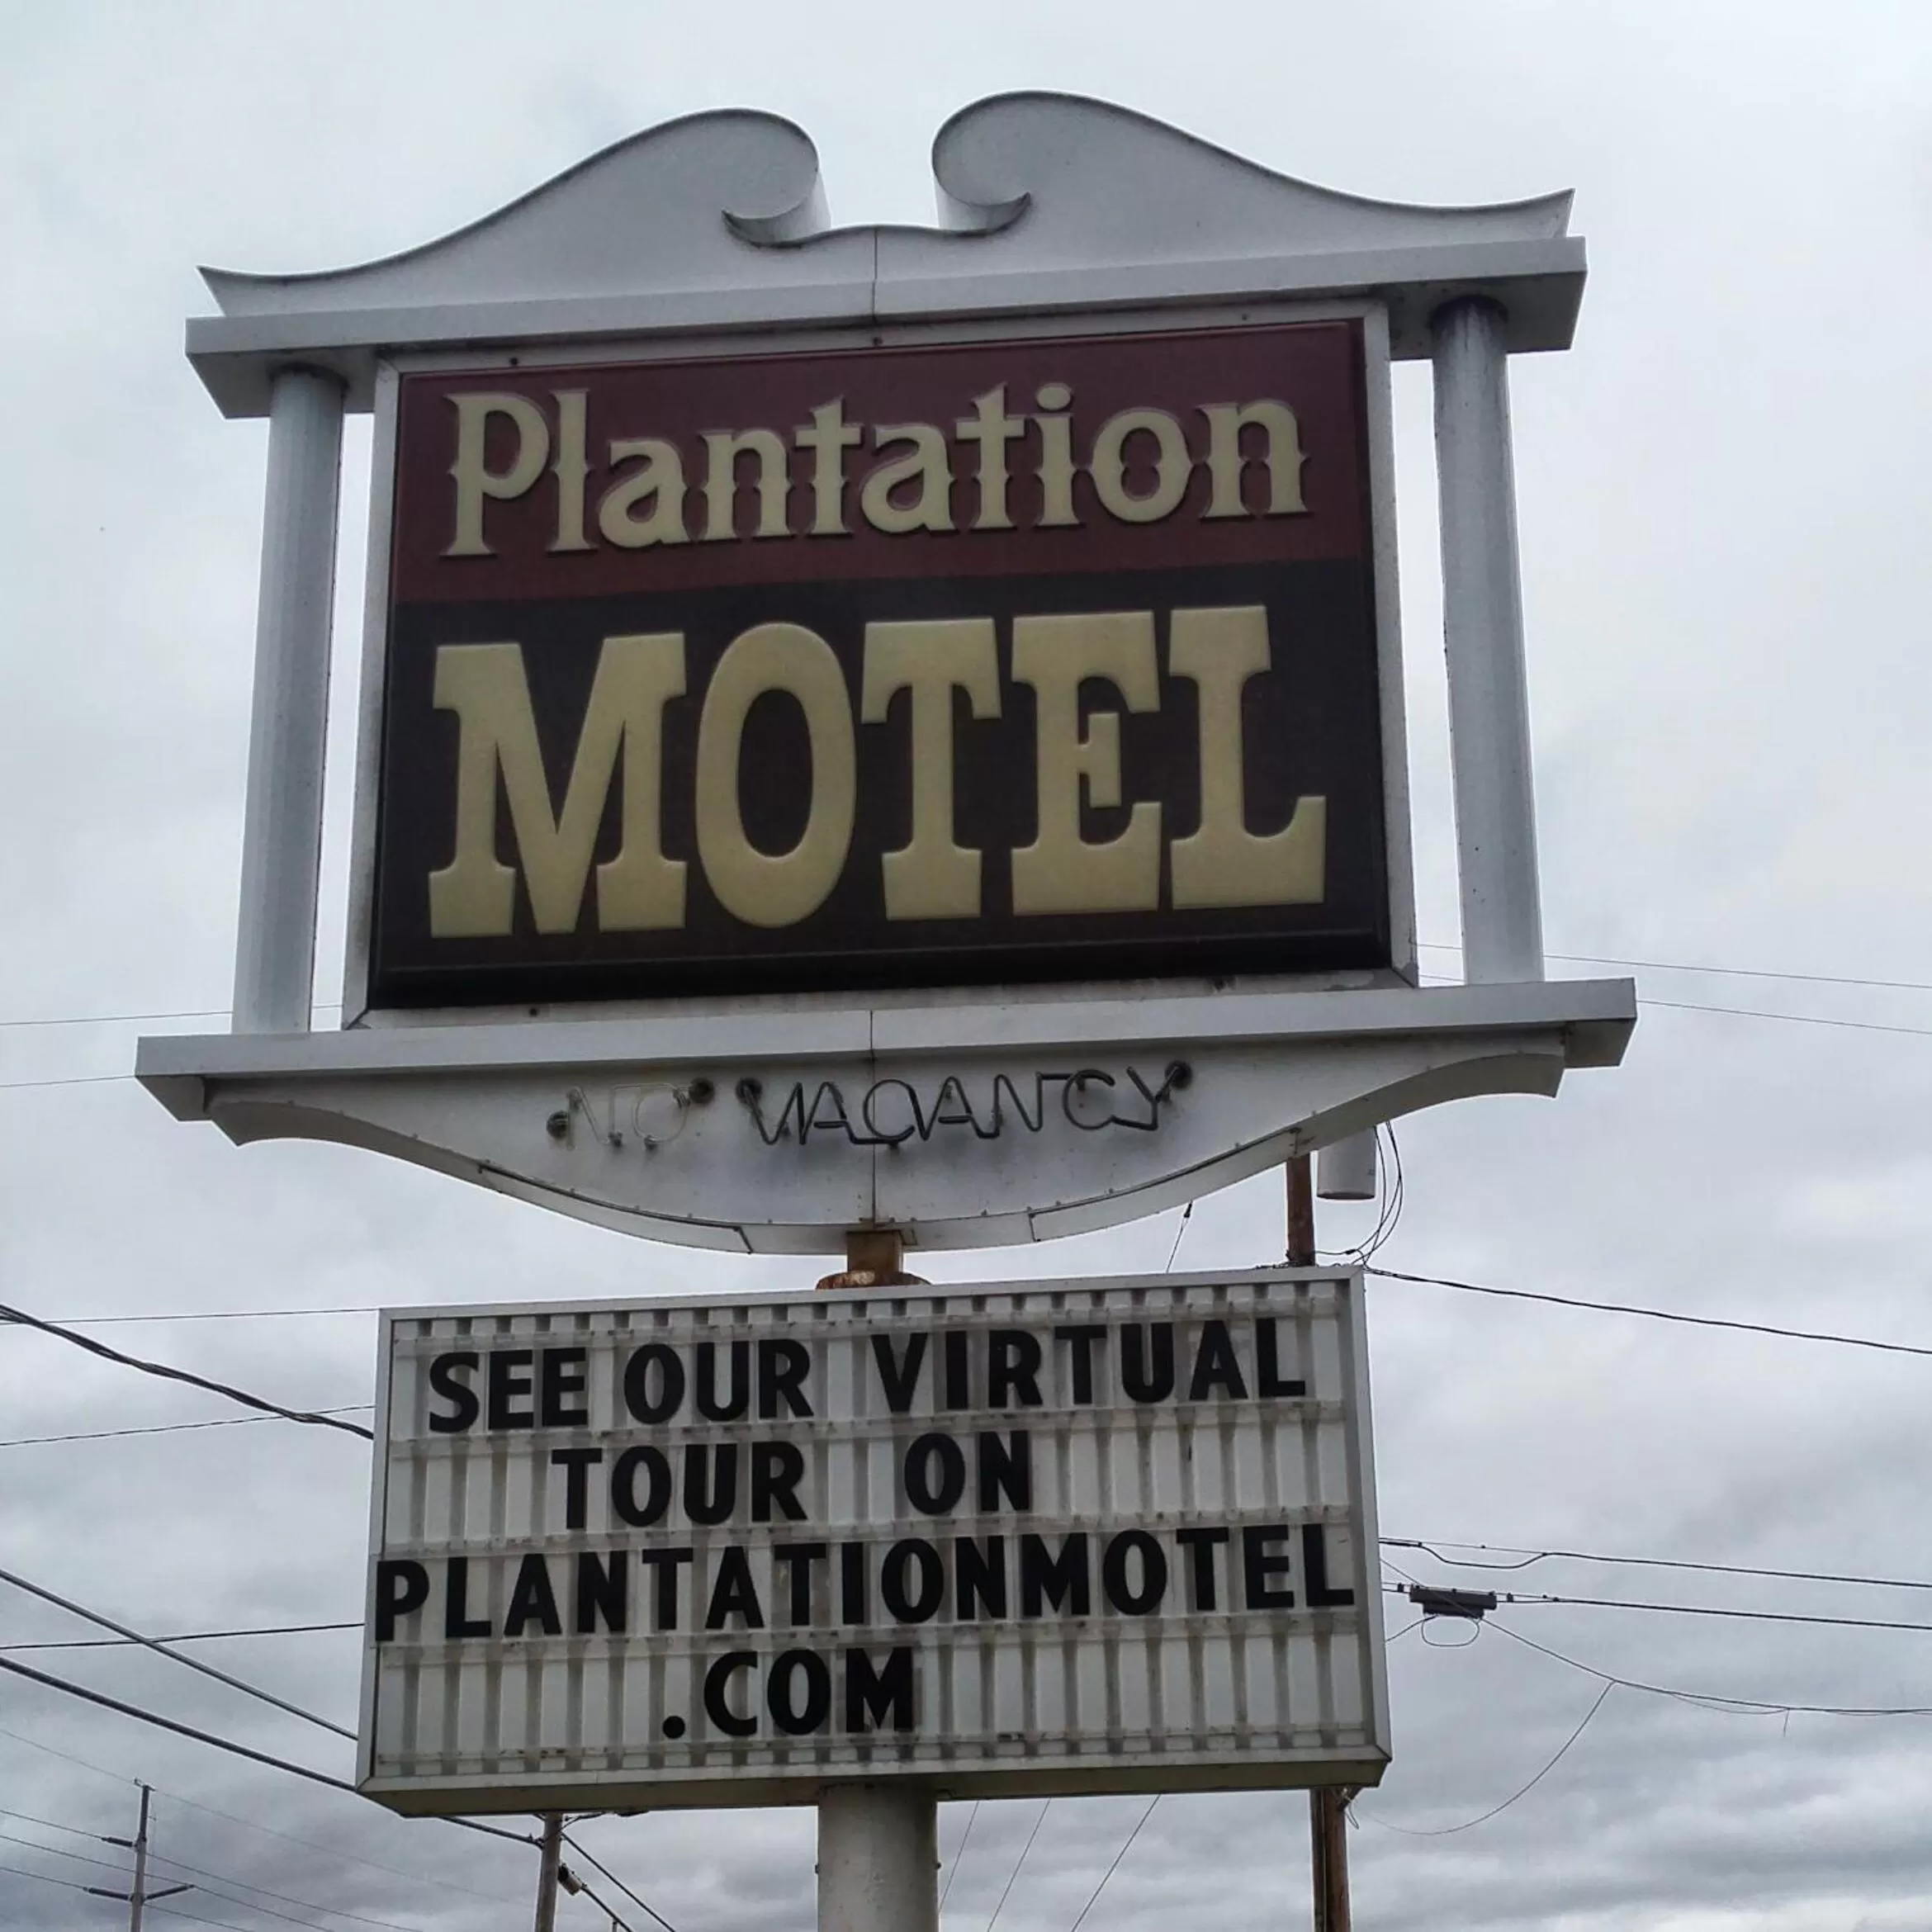 Plantation
MOTEL
NO VACANCY
SEE OUR VIRTUAL
TOUR ON
PLANTATIONMOTEL
.COM